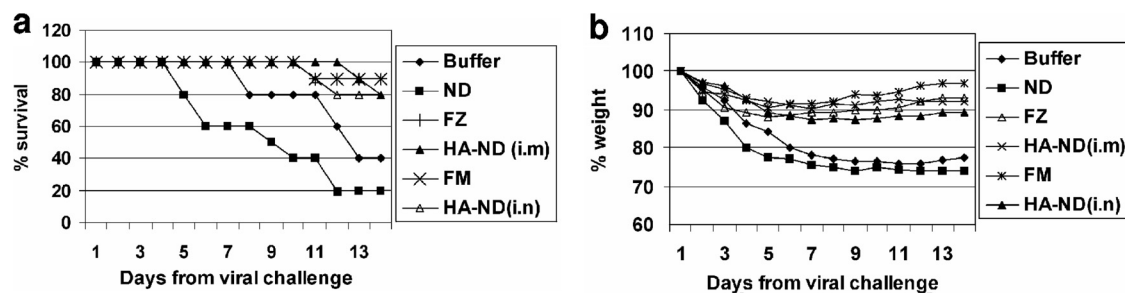 a
120
100
80
60
40
20
0
% survival
1 3 5 7 9 11 13
Days from viral challenge
Buffer
ND
FZ
HA-ND (i.m)
FM
HA-ND(i.n)
b
110
100
90
80
70
60
% weight
1 3 5 7 9 11 13
Days from viral challenge
Buffer
ND
FZ
HA-ND(i.m)
FM
HA-ND(i.n)